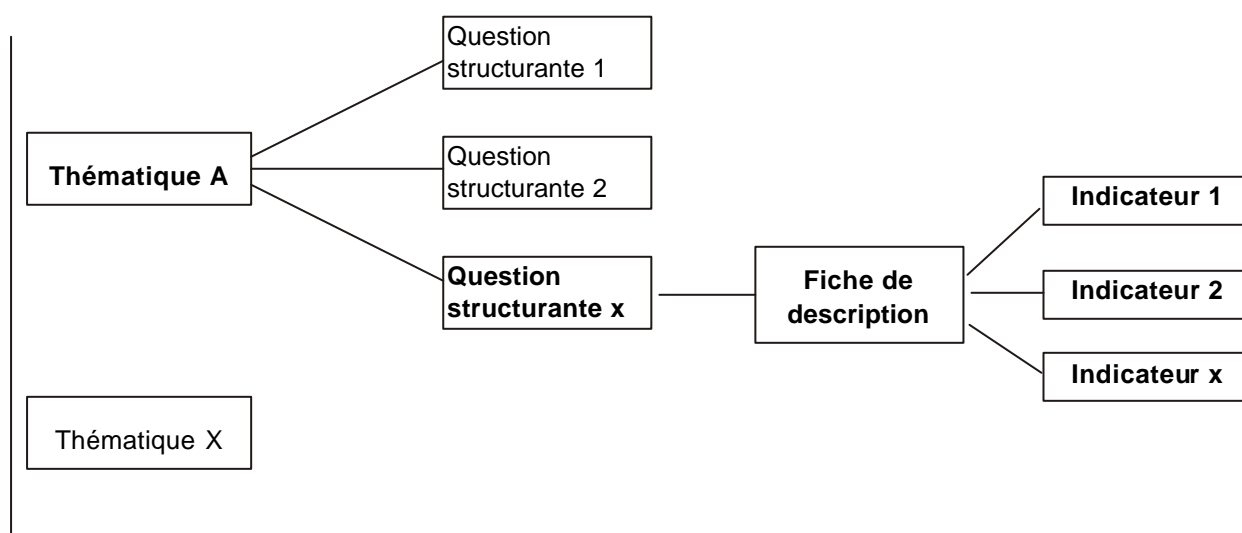 Question
structurante 1
Thématique A
Question
structurante 2
Question
structurante x
Fiche de
description
Indicateur 1
Indicateur 2
Indicateur x
Thématique X